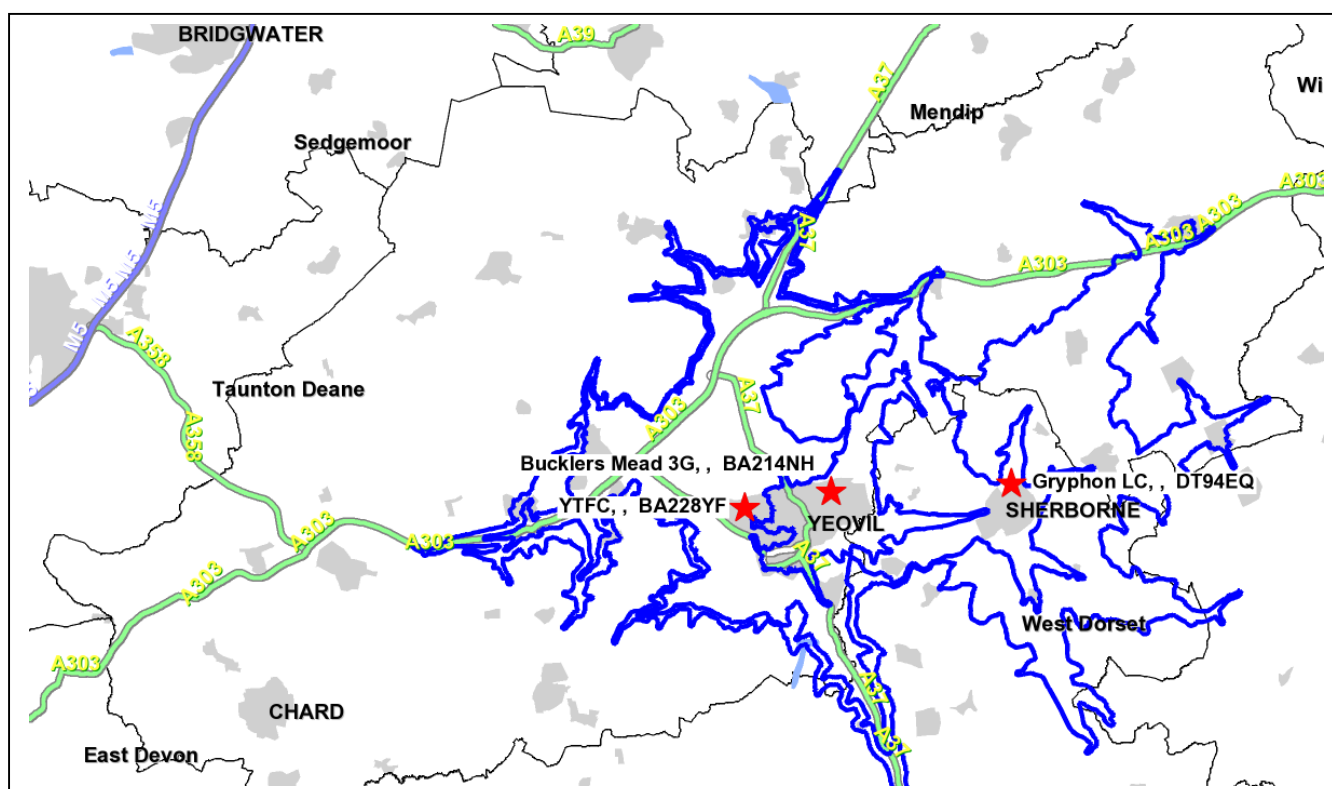 BRIDGWATER
A39
A37
Mendip
Wi
Sedgemoor
M5
M5
M5
M5
A303
A303
A303
A303
A37
A358
Taunton Deane
A358
A37
A303
Bucklers Mead 3G, , BA214NH
YTFC, , BA228YF
Gryphon LC, , DT94EQ
SHERBORNE
YEOVIL
A303
A303
A303
A37
West Dorset
A303
CHARD
A37
A37
East Devon